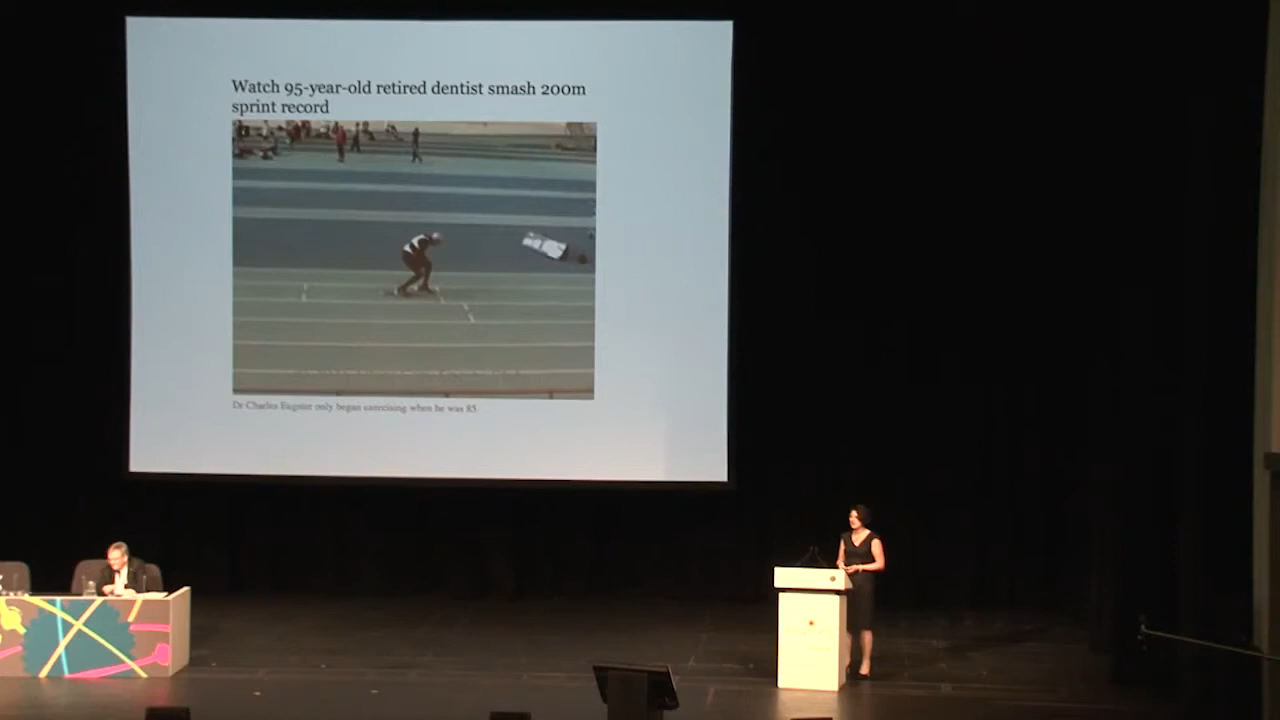 Watch 95-year-old retired dentist smash 200m
sprint record
Dr Charles Eugster only began exercising when he was 85